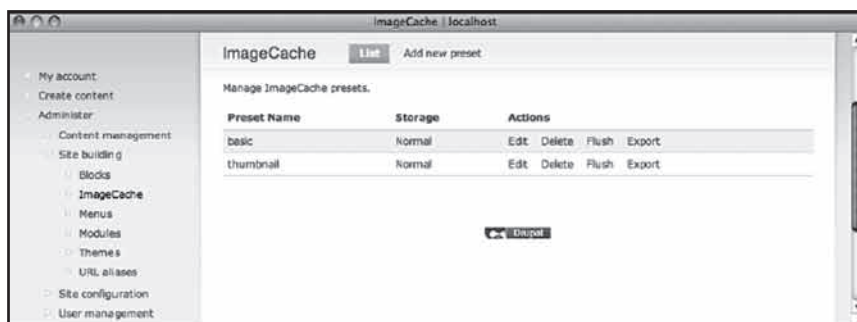 ImageCache | localhost
My account
Create content
Administer
Content management
Site building
Blocks
ImageCache
Menus
Modules
Themes
URL aliases
Site configuration
User management
ImageCache List Add new preset
Manage ImageCache presets.
Preset Name Storage Actions
basic Normal Edit Delete Flush Export
thumbnail Normal Edit Delete Flush Export
Drupal